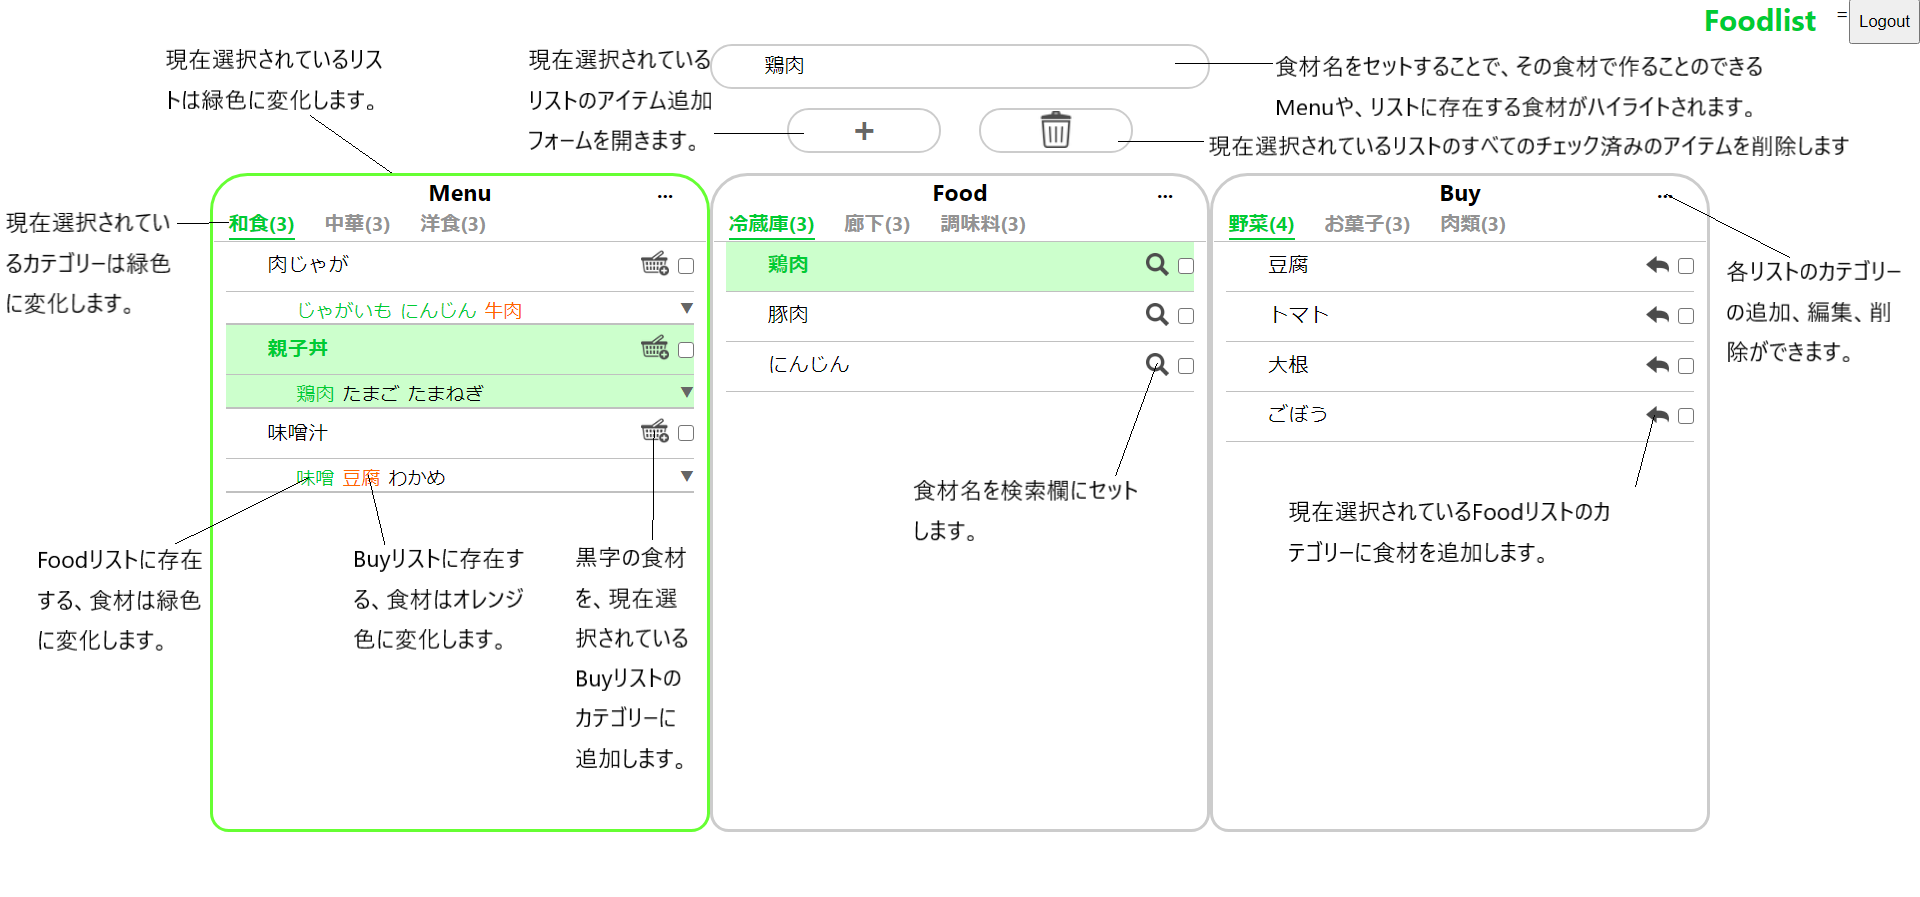 Foodlist
=
Logout
現在選択されているリス
トは緑色に変化します。
現在選択されている
リストのアイテム追加
フォームを開きます。
鶏肉
+
食材名をセットすることで、その食材で作ることのできる
Menuや、リストに存在する食材がハイライトされます。
現在選択されているリストのすべてのチェック済みのアイテムを削除します
現在選択されてい
るカテゴリーは緑色
に変化します。
Menu
...
和食(3) 中華(3) 洋食(3)
肉じゃが
じゃがいも にんじん 牛肉 ▼
親子丼
鶏肉 たまご たまねぎ ▼
味噌汁
味噌 豆腐 わかめ ▼
Food
...
冷蔵庫(3) 廊下(3) 調味料(3)
鶏肉
豚肉
にんじん
Buy
...
野菜(4) お菓子(3) 肉類(3)
豆腐
トマト
大根
ごぼう
各リストのカテゴリー
の追加、編集、削
除ができます。
Foodリストに存在
する、食材は緑色
に変化します。
Buyリストに存在す
る、食材はオレンジ
色に変化します。
黒字の食材
を、現在選
択されている
Buyリストの
カテゴリーに
追加します。
食材名を検索欄にセット
します。
現在選択されているFoodリストのカ
テゴリーに食材を追加します。